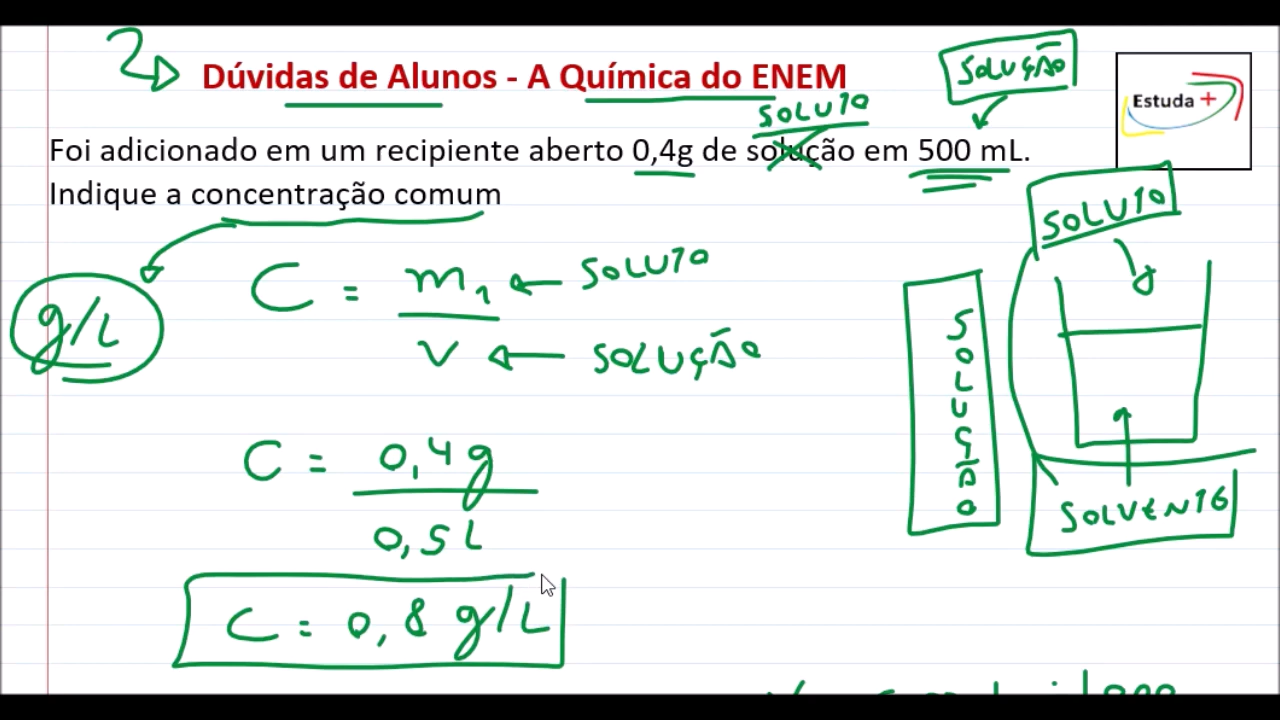 SOLUÇÃO
Dúvidas de Alunos - A Química do ENEM
Estuda +
SOLUTO
Foi adicionado em um recipiente aberto 0,4g de solução em 500 mL.
Indique a concentração comum
SOLUTO
g/L
C = m1 ← SOLUTO
V ← SOLUÇÃO
SOLUÇÃO
C = 0,4g
0,5L
SOLVENTE
C = 0,8 g/L